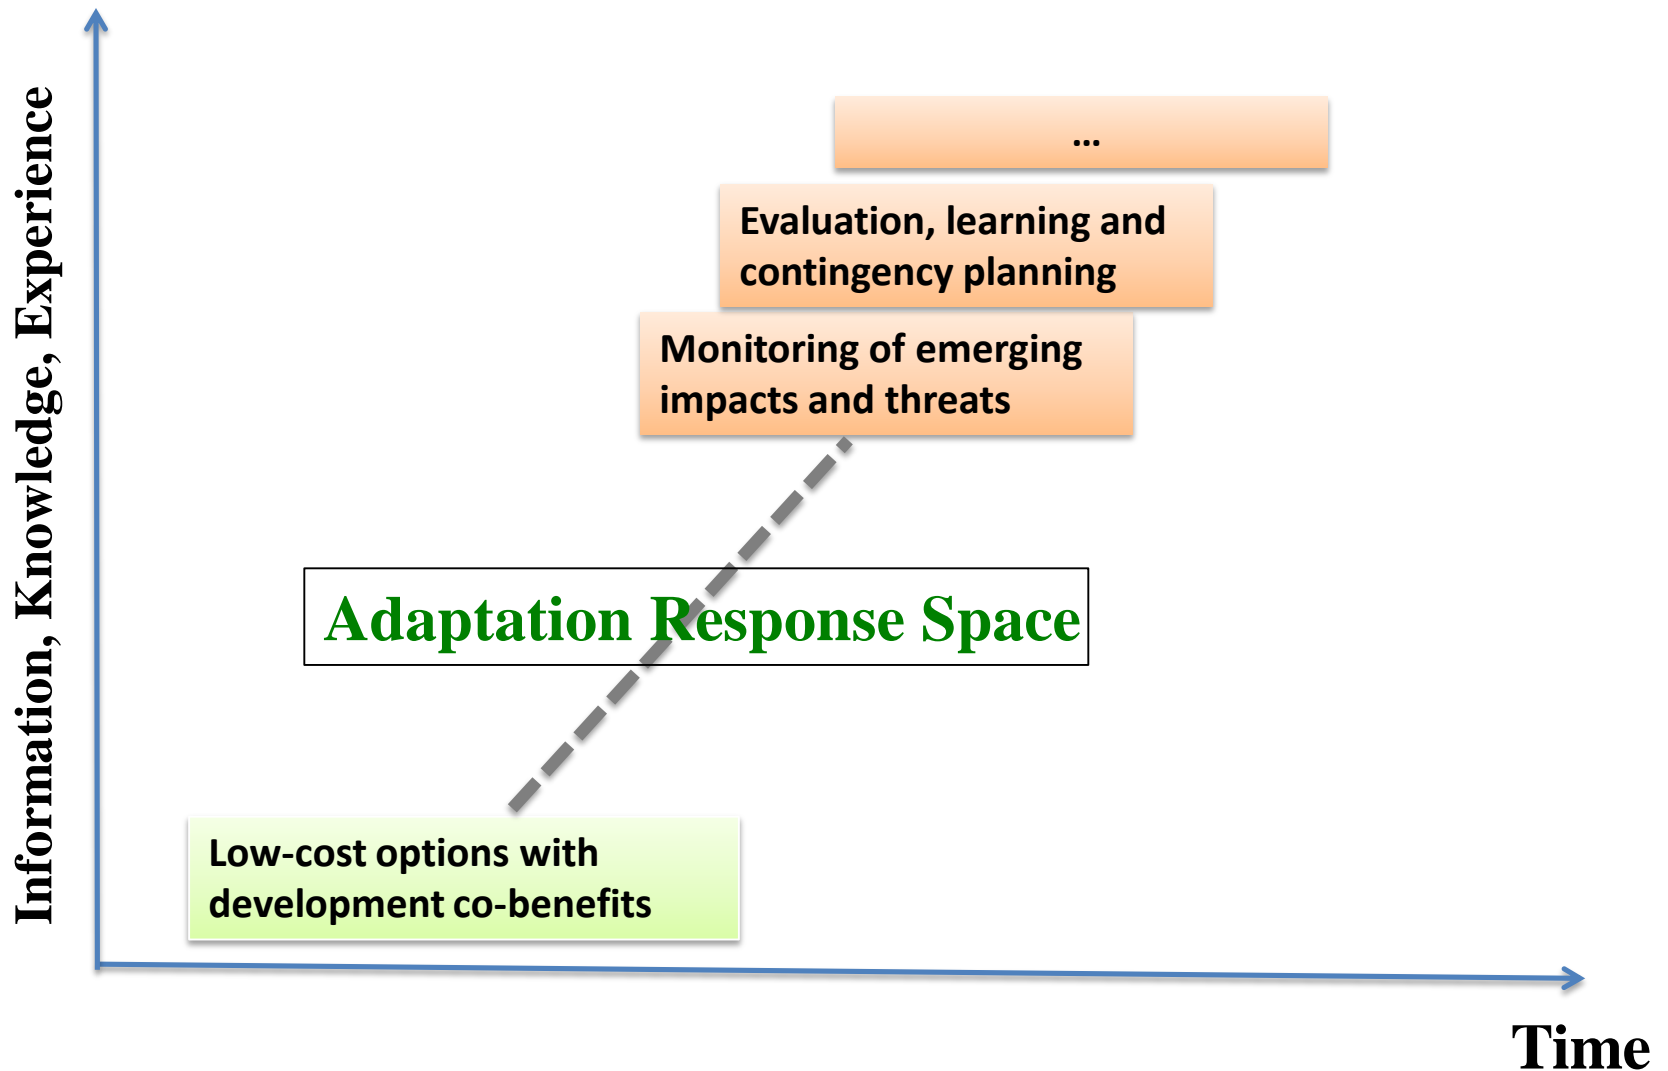 Information, Knowledge, Experience
…
Evaluation, learning and
contingency planning
Monitoring of emerging
impacts and threats
Adaptation Response Space
Low-cost options with
development co-benefits
Time